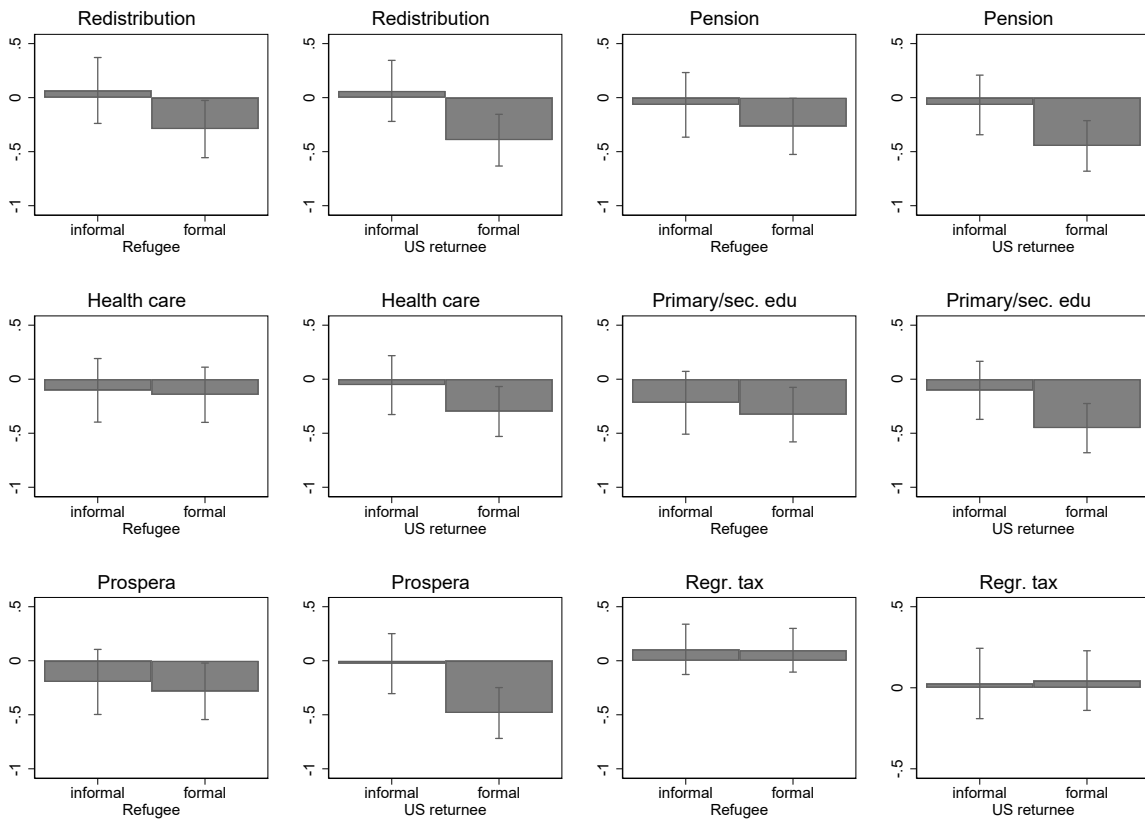 Redistribution Redistribution Pension Pension
.5 .5 .5 .5
0 0 0 0
-.5 -.5 -.5 -.5
-1 -1 -1 -1
informal formal informal formal informal formal informal formal
Refugee US returnee Refugee US returnee
Health care Health care Primary/sec. edu Primary/sec. edu
.5 .5 .5 .5
0 0 0 0
-.5 -.5 -.5 -.5
-1 -1 -1 -1
informal formal informal formal informal formal informal formal
Refugee US returnee Refugee US returnee
Prospera Prospera Regr. tax Regr. tax
.5 .5 .5 .5
0 0 0 0
-.5 -.5 -.5 -.5
-1 -1 -1
informal formal informal formal informal formal informal formal
Refugee US returnee Refugee US returnee